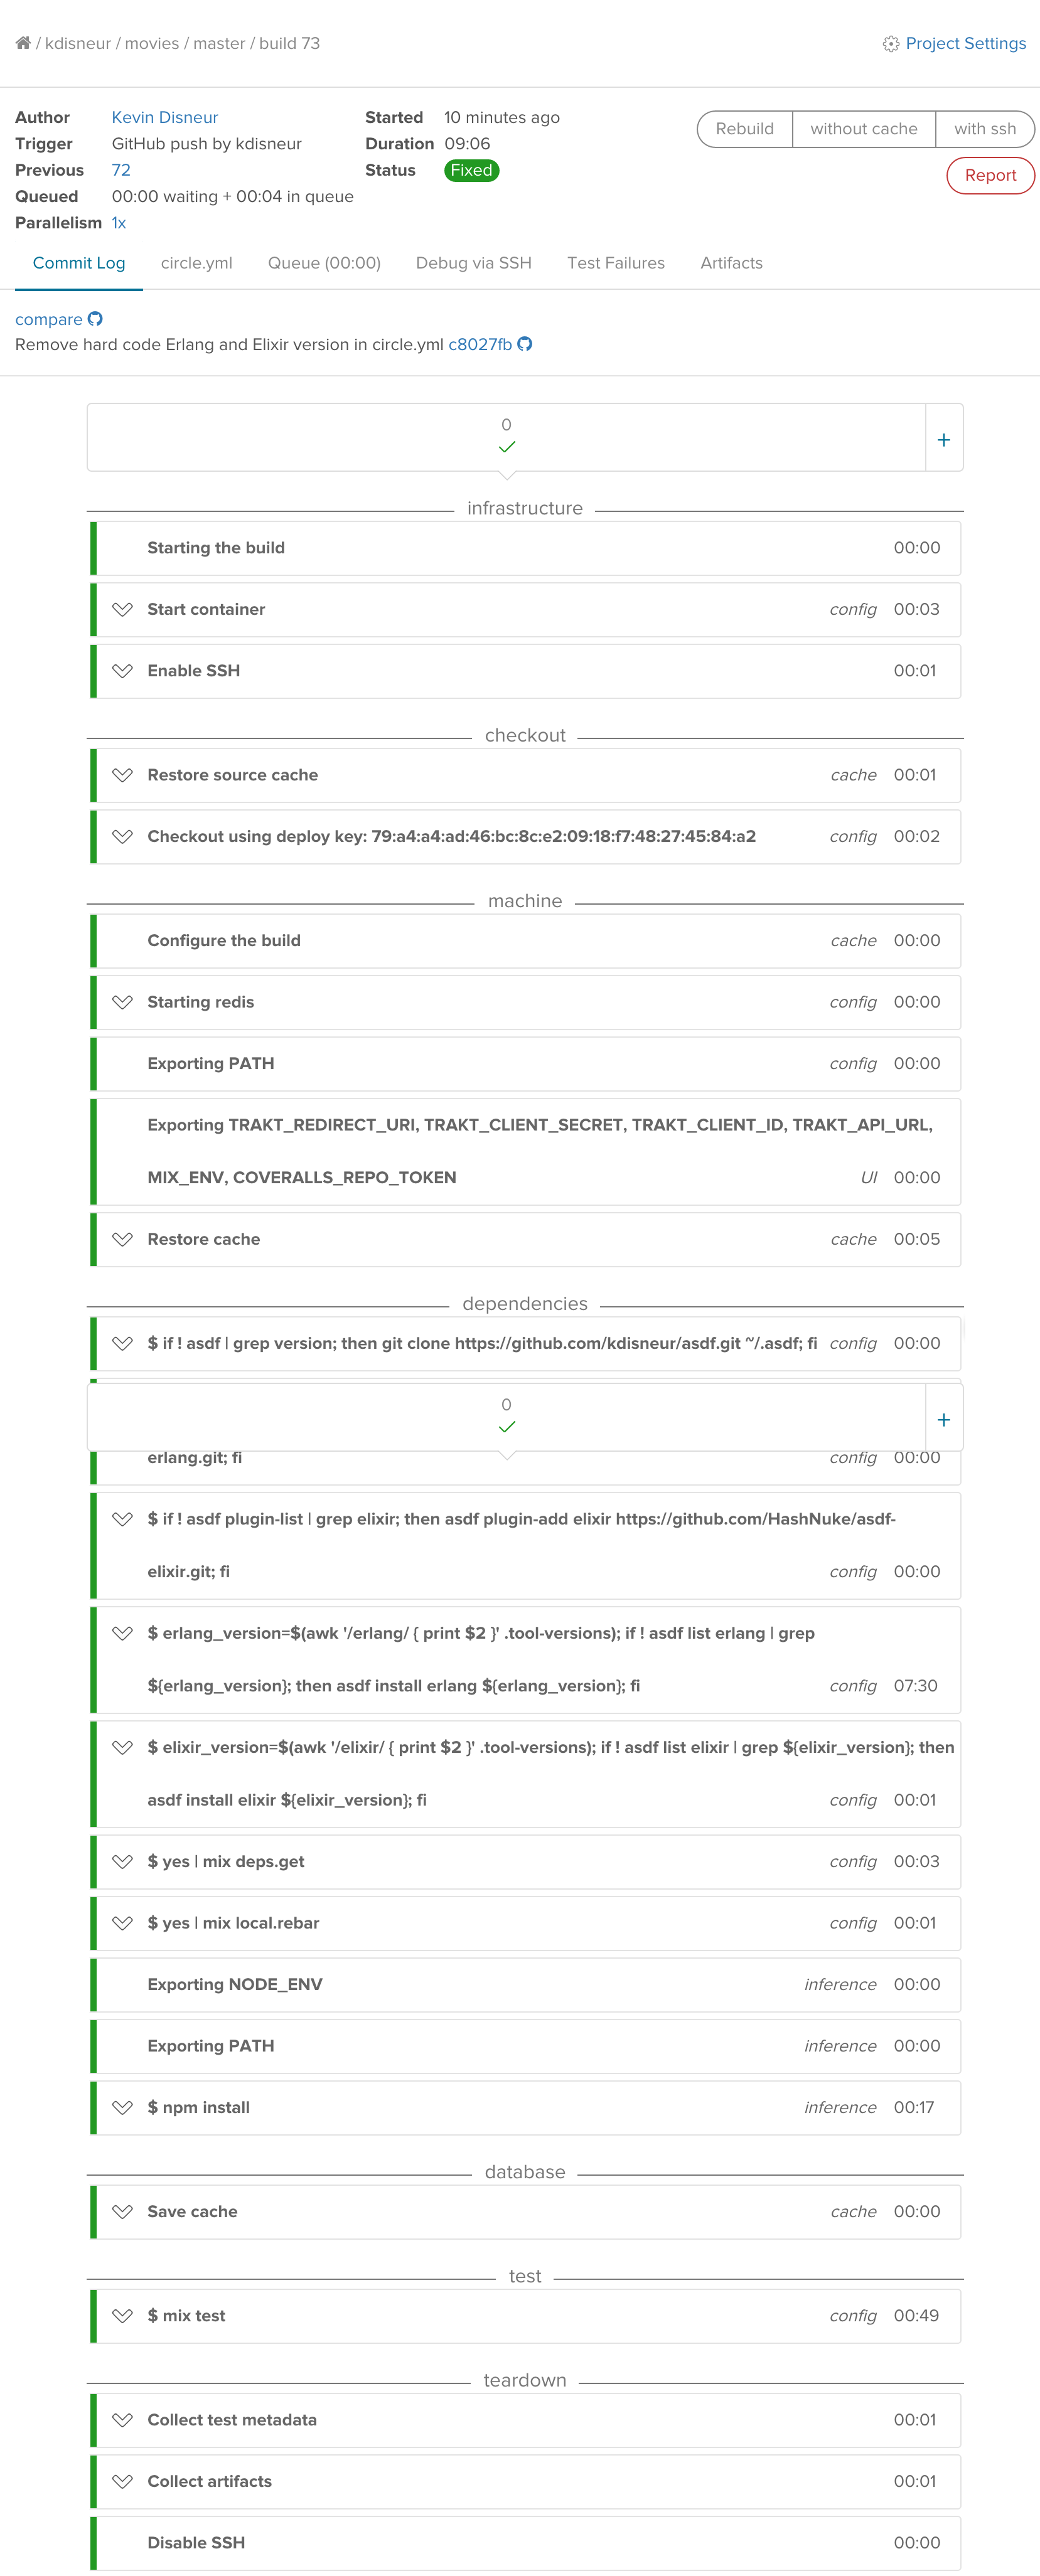 / kdisneur / movies / master / build 73
Project Settings
Author Kevin Disneur
Trigger GitHub push by kdisneur
Previous 72
Queued 00:00 waiting + 00:04 in queue
Parallelism 1x
Started 10 minutes ago
Duration 09:06
Status Fixed
Rebuild without cache with ssh
Report
Commit Log circle.yml Queue (00:00) Debug via SSH Test Failures Artifacts
compare
Remove hard code Erlang and Elixir version in circle.yml c8027fb
0
+
infrastructure
Starting the build 00:00
Start container config 00:03
Enable SSH 00:01
checkout
Restore source cache cache 00:01
Checkout using deploy key: 79:a4:a4:ad:46:bc:8c:e2:09:18:f7:48:27:45:84:a2 config 00:02
machine
Configure the build cache 00:00
Starting redis config 00:00
Exporting PATH config 00:00
Exporting TRAKT_REDIRECT_URI, TRAKT_CLIENT_SECRET, TRAKT_CLIENT_ID, TRAKT_API_URL,
MIX_ENV, COVERALLS_REPO_TOKEN UI 00:00
Restore cache cache 00:05
dependencies
$ if ! asdf | grep version; then git clone https://github.com/kdisneur/asdf.git ~/.asdf; fi config 00:00
0
+
erlang.git; fi config 00:00
$ if ! asdf plugin-list | grep elixir; then asdf plugin-add elixir https://github.com/HashNuke/asdf-
elixir.git; fi config 00:00
$ erlang_version=$(awk '/erlang/ { print $2 }' .tool-versions); if ! asdf list erlang | grep
${erlang_version}; then asdf install erlang ${erlang_version}; fi config 07:30
$ elixir_version=$(awk '/elixir/ { print $2 }' .tool-versions); if ! asdf list elixir | grep ${elixir_version}; then
asdf install elixir ${elixir_version}; fi config 00:01
$ yes | mix deps.get config 00:03
$ yes | mix local.rebar config 00:01
Exporting NODE_ENV inference 00:00
Exporting PATH inference 00:00
$ npm install inference 00:17
database
Save cache cache 00:00
test
$ mix test config 00:49
teardown
Collect test metadata 00:01
Collect artifacts 00:01
Disable SSH 00:00